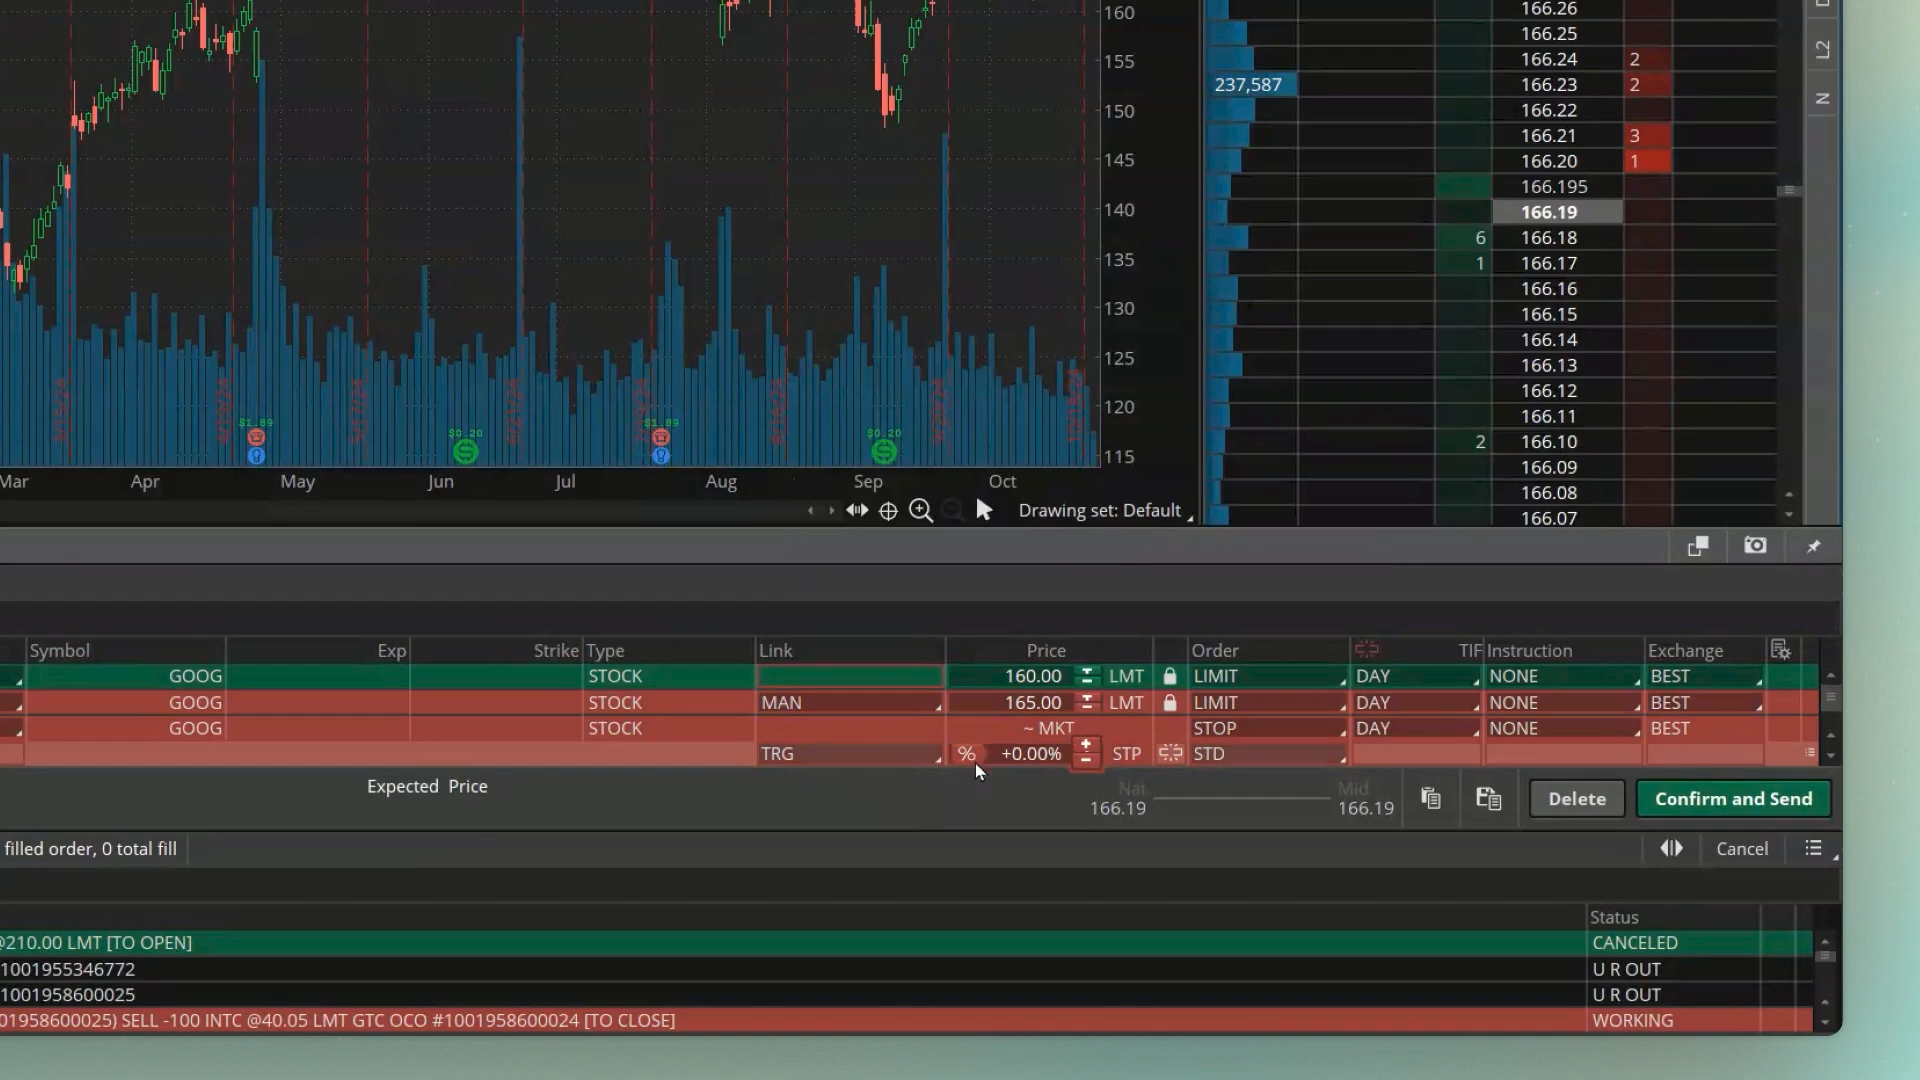 160
155
150
145
140
135
130
125
120
115
$1.89
$0.20
$1.89
$0.20
Mar
Apr
May
Jun
Jul
Aug
Sep
Oct
Drawing set: Default
166.26
166.25
166.24 2
237,587 166.23 2
166.22
166.21 3
166.20 1
166.195
166.19
6 166.18
1 166.17
166.16
166.15
166.14
166.13
166.12
166.11
2 166.10
166.09
166.08
166.07
L2
N
Symbol Exp Strike Type Link Price Order TIF Instruction Exchange
GOOG STOCK 160.00 LMT LIMIT DAY NONE BEST
GOOG STOCK MAN 165.00 LMT LIMIT DAY NONE BEST
GOOG STOCK ~ MKT STOP DAY NONE BEST
TRG % +0.00% STP STD
Expected Price
Nat
166.19
Mid
166.19
Delete
Confirm and Send
filled order, 0 total fill
Cancel
Status
@210.00 LMT [TO OPEN] CANCELED
1001955346772 U R OUT
1001958600025 U R OUT
01958600025) SELL -100 INTC @40.05 LMT GTC OCO #1001958600024 [TO CLOSE] WORKING